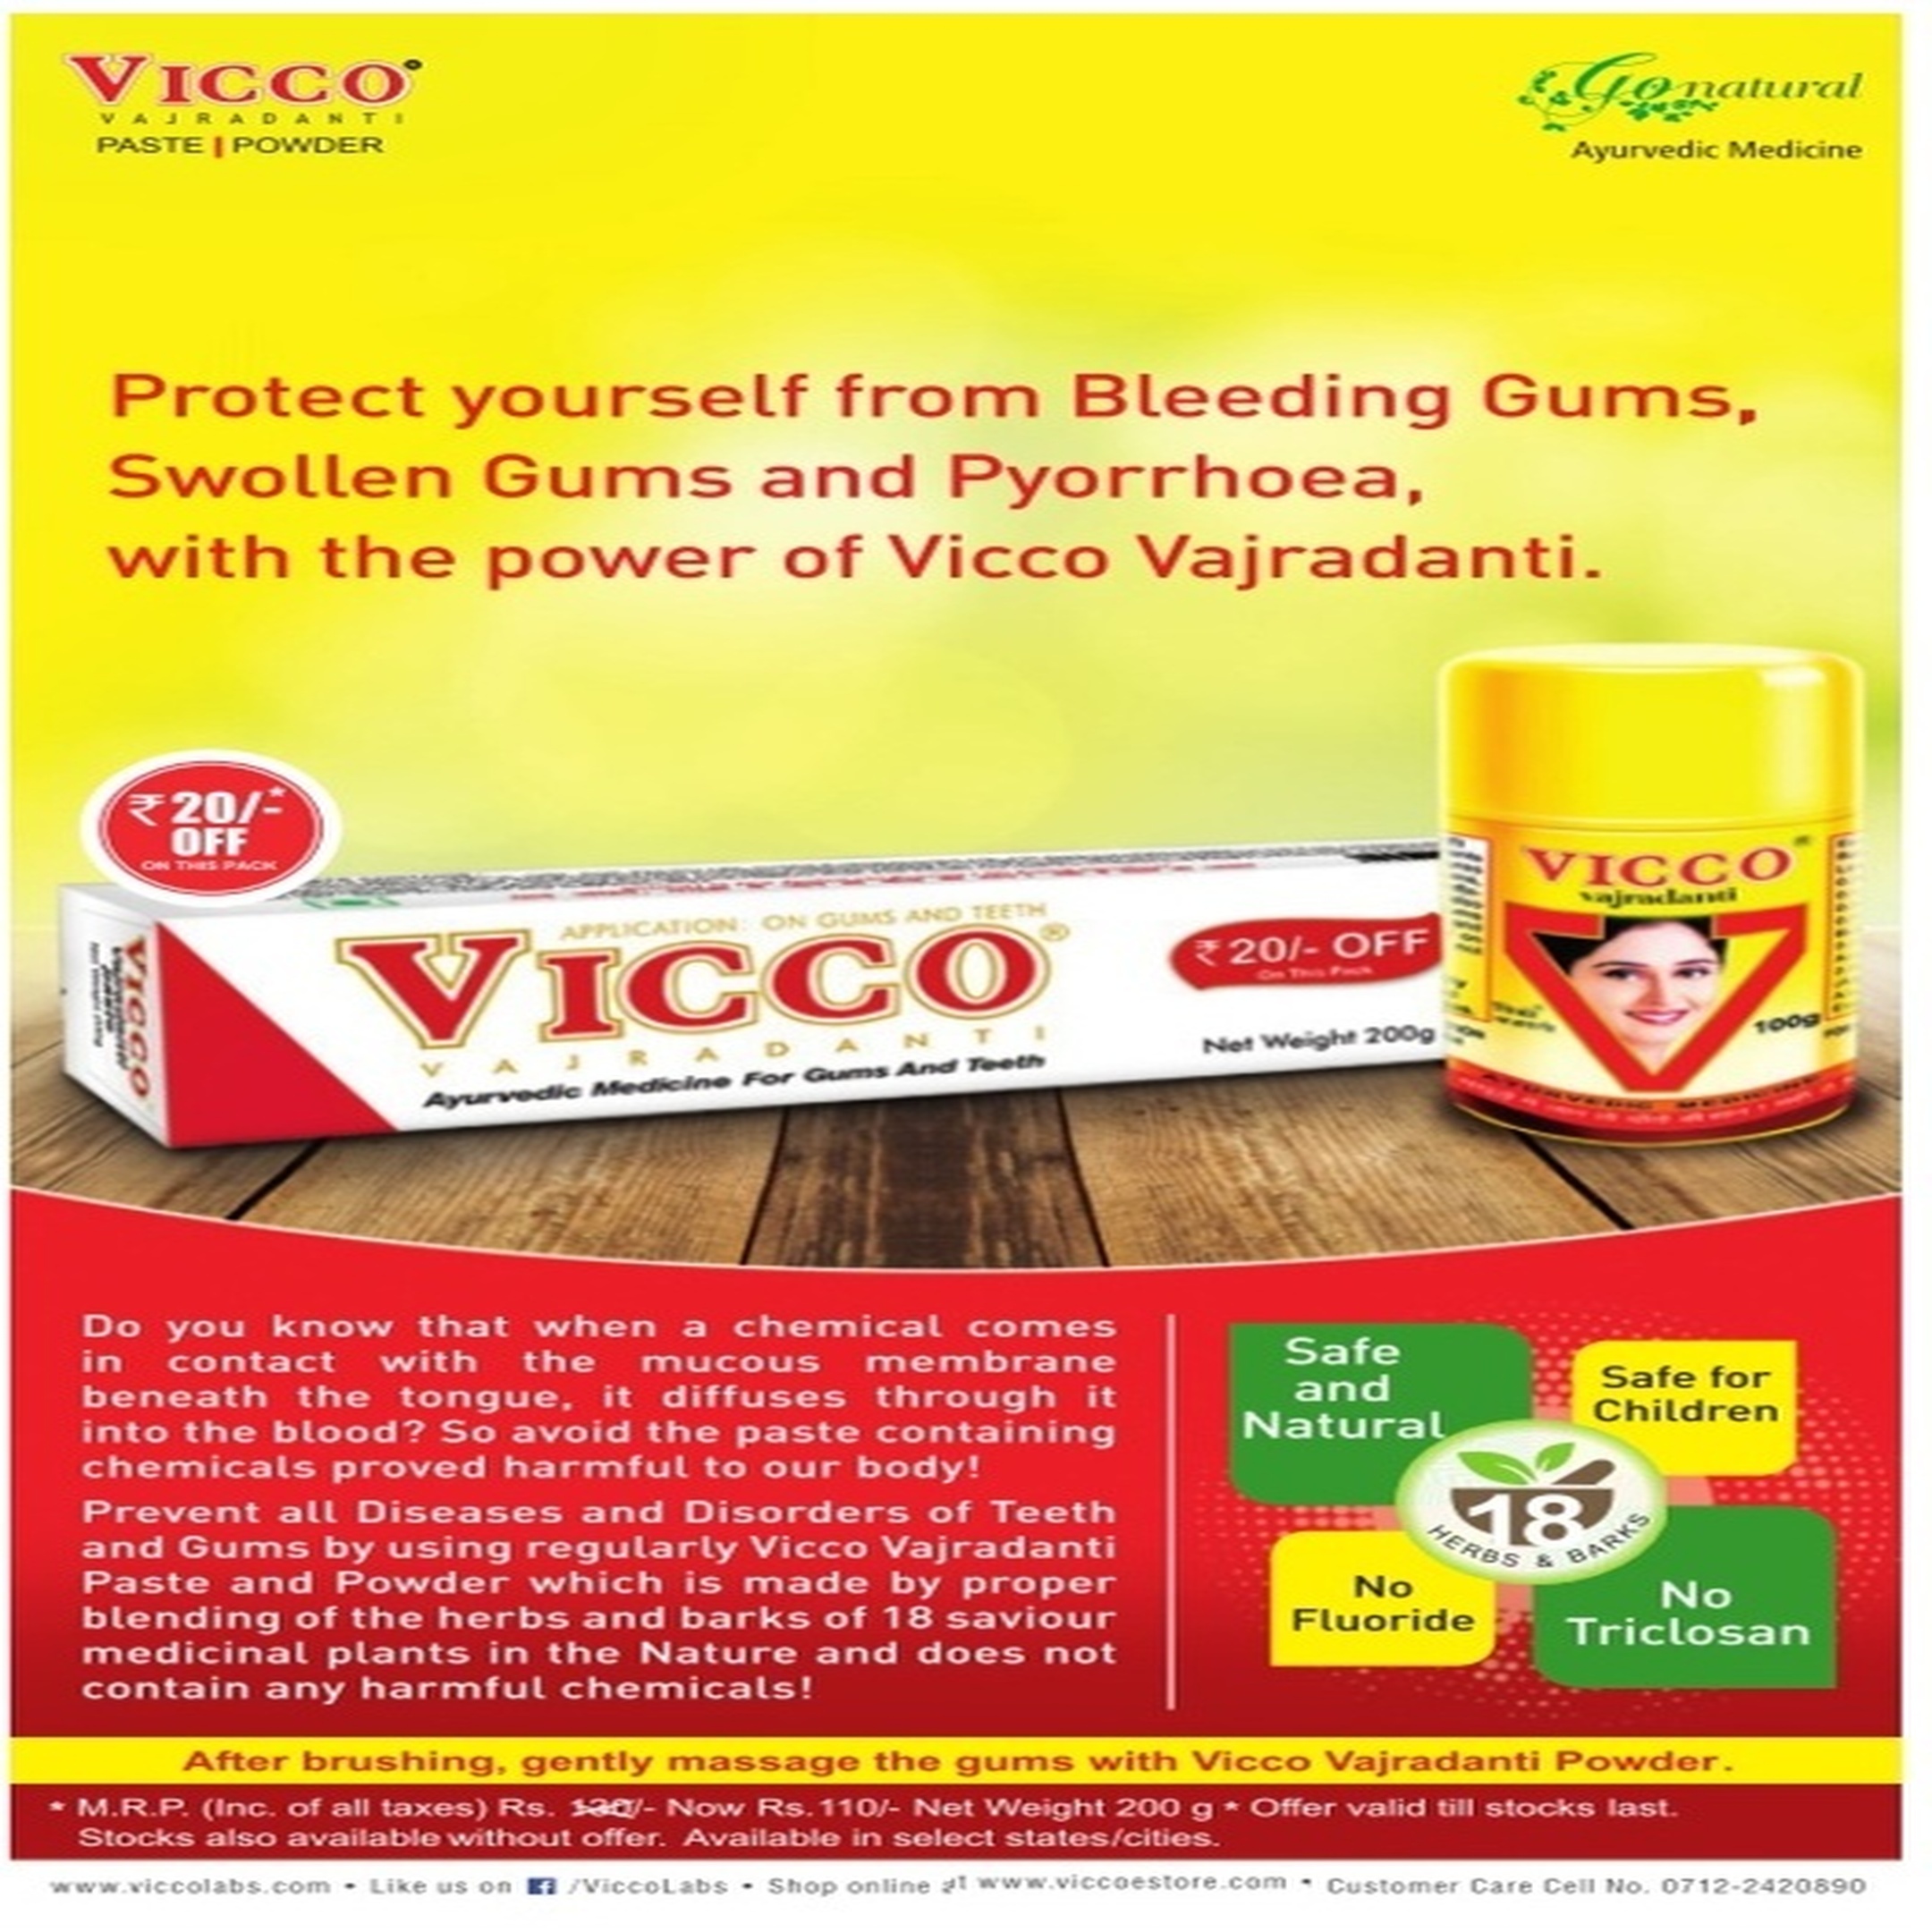 VICCO
VAJRADANTI
PASTE | POWDER
Go natural
Ayurvedic Medicine
Protect yourself from Bleeding Gums,
Swollen Gums and Pyorrhoea,
with the power of Vicco Vajradanti.
₹ 20/-*
OFF
ON THIS PACK
APPLICATION: ON GUMS AND TEETH
VICCO®
VAJRADANTI
Ayurvedic Medicine For Gums And Teeth
₹ 20/- OFF
On This Pack
Net Weight 200g
VICCO
VICCO
vajradanti
100g
AYURVEDIC MEDICINE
Do you know that when a chemical comes
in contact with the mucous membrane
beneath the tongue, it diffuses through it
into the blood? So avoid the paste containing
chemicals proved harmful to our body!
Prevent all Diseases and Disorders of Teeth
and Gums by using regularly Vicco Vajradanti
Paste and Powder which is made by proper
blending of the herbs and barks of 18 saviour
medicinal plants in the Nature and does not
contain any harmful chemicals!
Safe
and
Natural
Safe for
Children
18
HERBS & BARKS
No
Fluoride
No
Triclosan
After brushing, gently massage the gums with Vicco Vajradanti Powder.
* M.R.P. (Inc. of all taxes) Rs. 130/- Now Rs.110/- Net Weight 200 g * Offer valid till stocks last.
Stocks also available without offer. Available in select states/cities.
www.viccolabs.com • Like us on f /ViccoLabs • Shop online at www.viccoestore.com • Customer Care Cell No. 0712-2420890